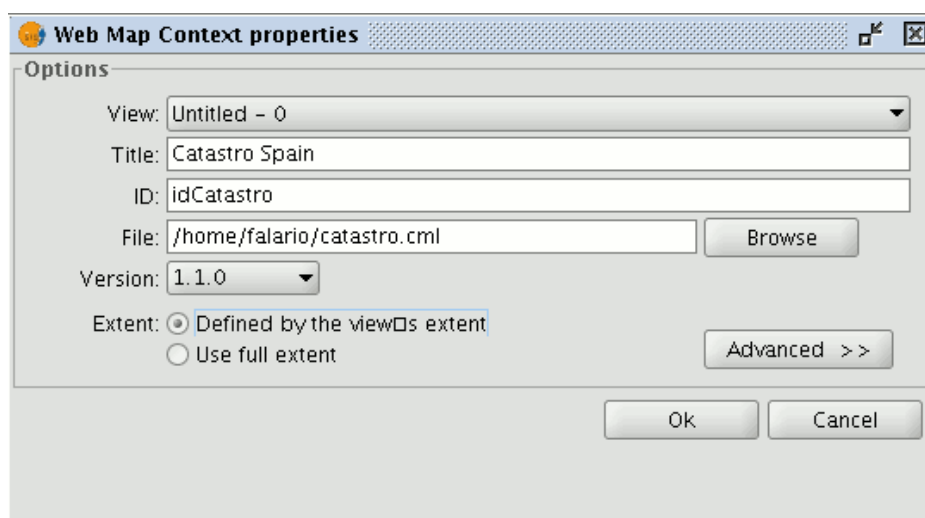 Web Map Context properties
Options
View: Untitled – 0
Title: Catastro Spain
ID: idCatastro
File: /home/falario/catastro.cml Browse
Version: 1.1.0
Extent: Defined by the view□s extent
Use full extent
Advanced >>
Ok Cancel